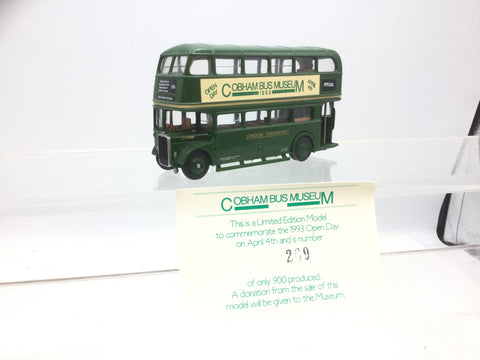 OPEN DAY
COBHAM BUS MUSEUM
1993
SPECIAL
LONDON TRANSPORT
COBHAM BUS MUSEUM
This is a Limited Edition Model
to commemorate the 1993 Open Day
on April 4th and is number
299
of only 900 produced.
A donation from the sale of this
model will be given to the Museum.